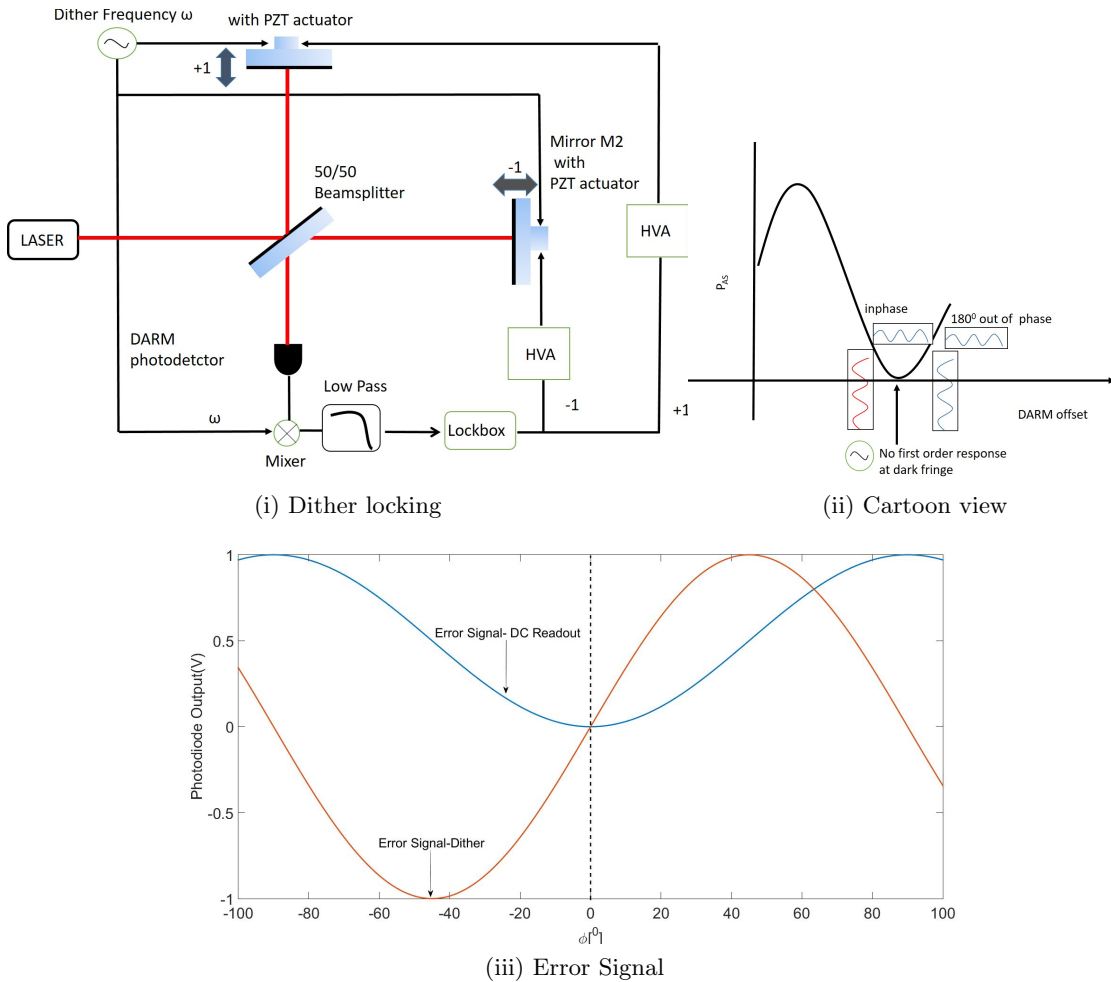 Dither Frequency ω
with PZT actuator
+1
Mirror M2
with
PZT actuator
-1
50/50
Beamsplitter
LASER
HVA
HVA
DARM
photodetctor
Low Pass
-1
+1
ω
Lockbox
Mixer
(i) Dither locking
P_AS
inphase
180⁰ out of phase
DARM offset
No first order response
at dark fringe
(ii) Cartoon view
1
0.5
0
-0.5
-1
Photodiode Output(V)
Error Signal- DC Readout
Error Signal-Dither
-100 -80 -60 -40 -20 0 20 40 60 80 100
ϕ[⁰]
(iii) Error Signal